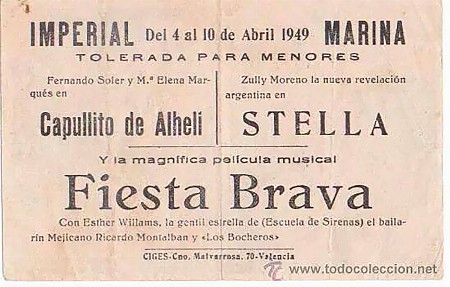 IMPERIAL Del 4 al 10 de Abril 1949 MARINA
TOLERADA PARA MENORES
Fernando Soler y M.ª Elena Mar-
qués en
Capullito de Alheli
Zully Moreno la nueva revelación
argentina en
STELLA
Y la magnífica película musical
Fiesta Brava
Con Esther Willams, la gentil estrella de (Escuela de Sirenas) el baila-
rín Mejicano Ricardo Montalban y «Los Bocheros»
CIGES-Cno. Malvarrosa, 70-Valencia
www.todocoleccion.net